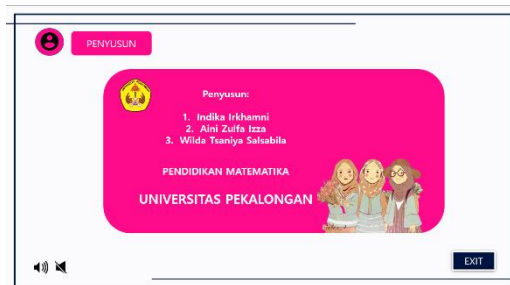 PENYUSUN
Penyusun:
1. Indika Irkhamni
2. Aini Zulfa Izza
3. Wilda Tsaniya Salsabila
PENDIDIKAN MATEMATIKA
UNIVERSITAS PEKALONGAN
EXIT